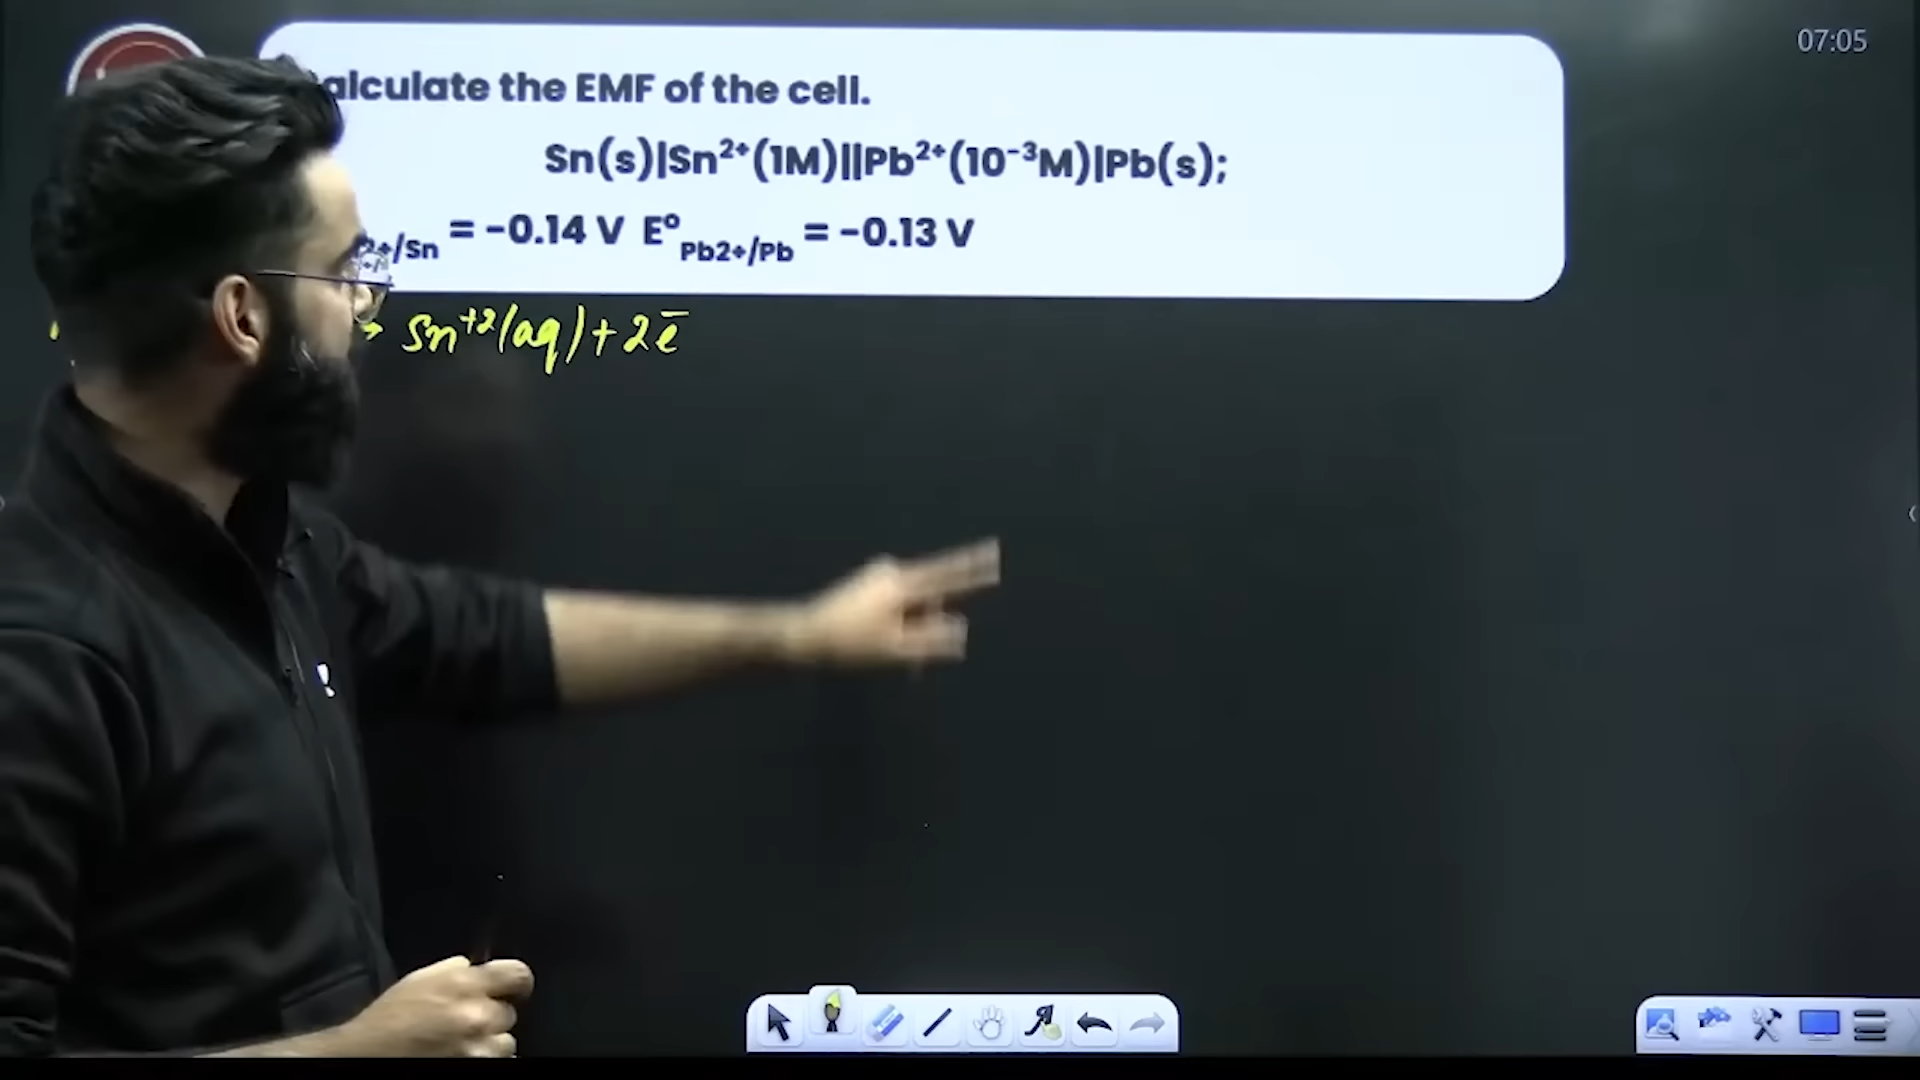 07:05
alculate the EMF of the cell.
Sn(s)|Sn²⁺(1M)||Pb²⁺(10⁻³M)|Pb(s);
²⁺/Sn = -0.14 V E° Pb2+/Pb = -0.13 V
→ Sn⁺²(aq) + 2e̅